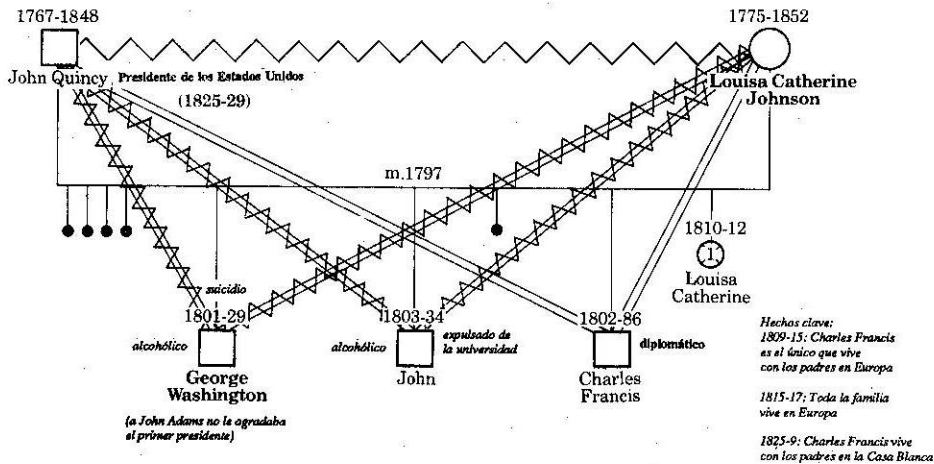 1767-1848
1775-1852
John Quincy
Presidente de los Estados Unidos
(1825-29)
Louisa Catherine
Johnson
m.1797
1810-12
1
Louisa
Catherine
suicidio
1801-29
alcohólico
George
Washington
(a John Adams no le agradaba
el primer presidente)
1803-34
alcohólico
expulsado de
la universidad
John
1802-86
diplomático
Charles
Francis
Hechos clave:
1809-15: Charles Francis
es el único que vive
con los padres en Europa
1815-17: Toda la familia
vive en Europa
1825-9: Charles Francis vive
con los padres en la Casa Blanca